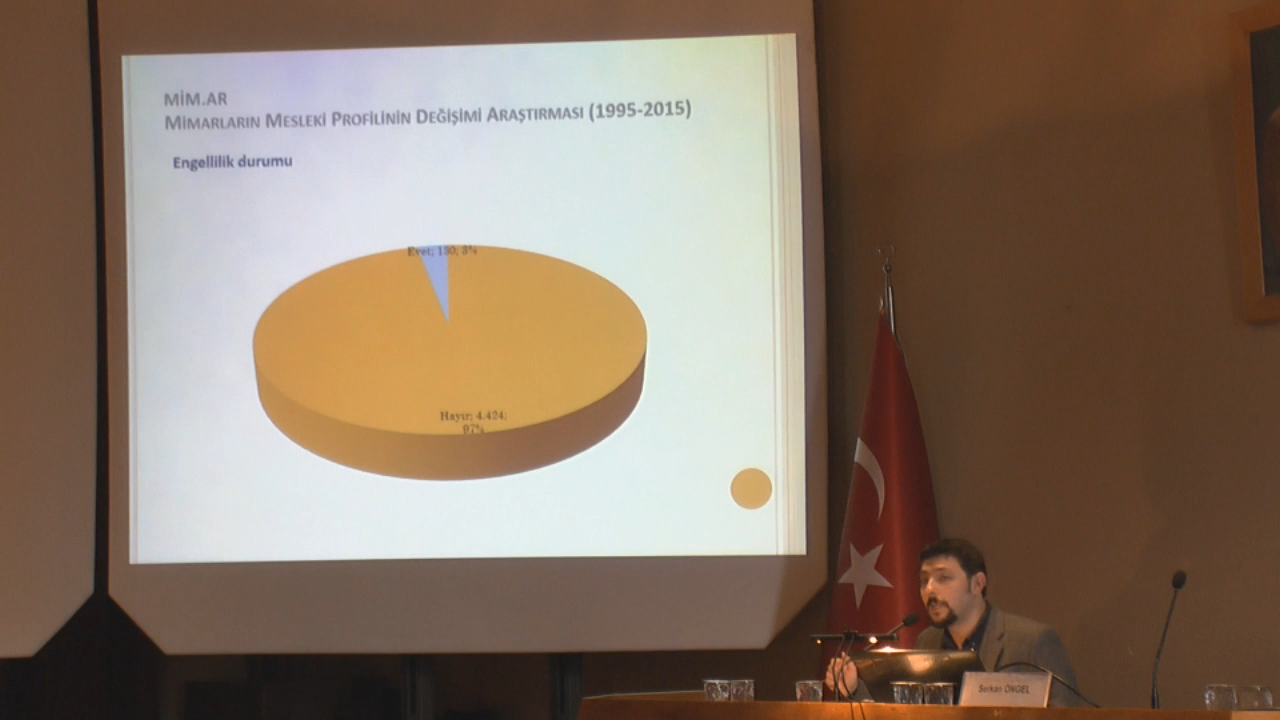 MİM.AR
MİMARLARIN MESLEKİ PROFİLİNİN DEĞİŞİMİ ARAŞTIRMASI (1995-2015)
Engellilik durumu
Evet; 130; 3%
Hayır; 4.424;
97%
Serkan ÖNGEL